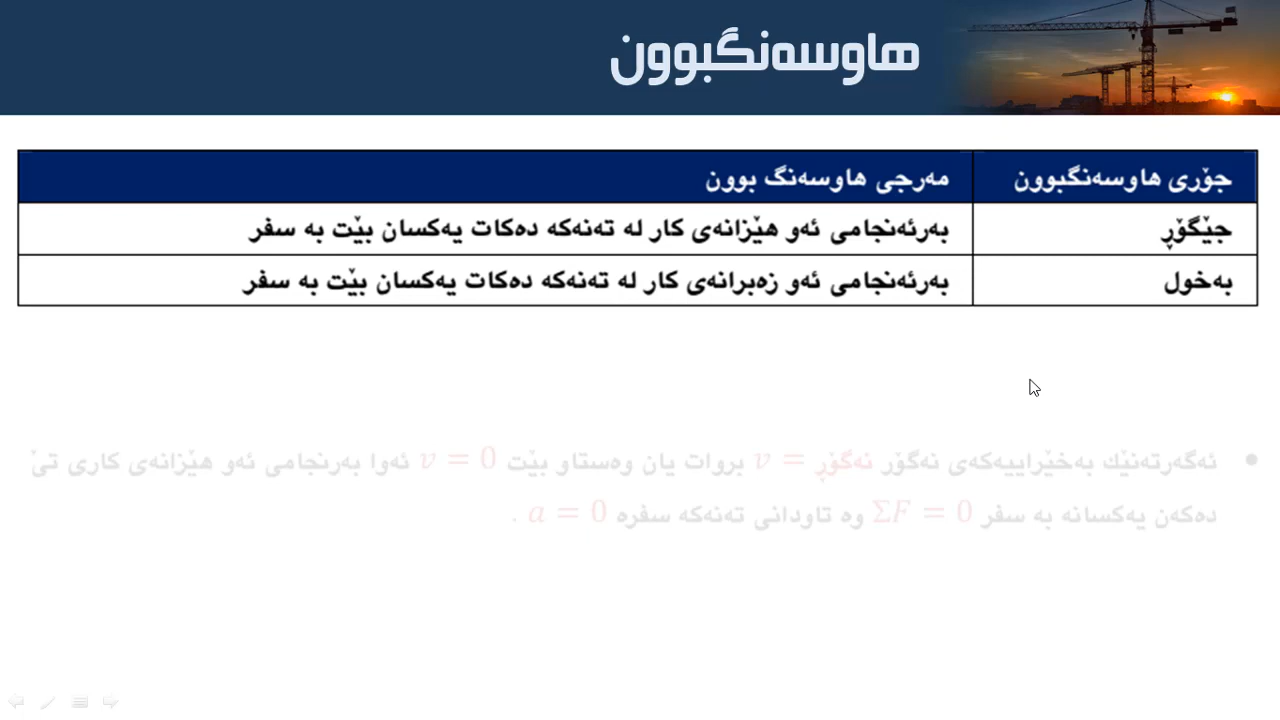 هاوسەنگبوون
جۆری هاوسەنگبوون	مەرجی هاوسەنگ بوون
جێگۆڕ	بەرئەنجامی ئەو هێزانەی کار لە تەنەکە دەکات یەکسان بێت بە سفر
بەخول	بەرئەنجامی ئەو زەبرانەی کار لە تەنەکە دەکات یەکسان بێت بە سفر
• ئەگەرتەنێك بەخێراییەکەی نەگۆر نەگۆڕ = v بروات یان وەستاو بێت v = 0 ئەوا بەرنجامی ئەو هێزانەی کاری تێ
دەکەن یەکسانە بە سفر ΣF = 0 وە تاودانی تەنەکە سفرە a = 0 .